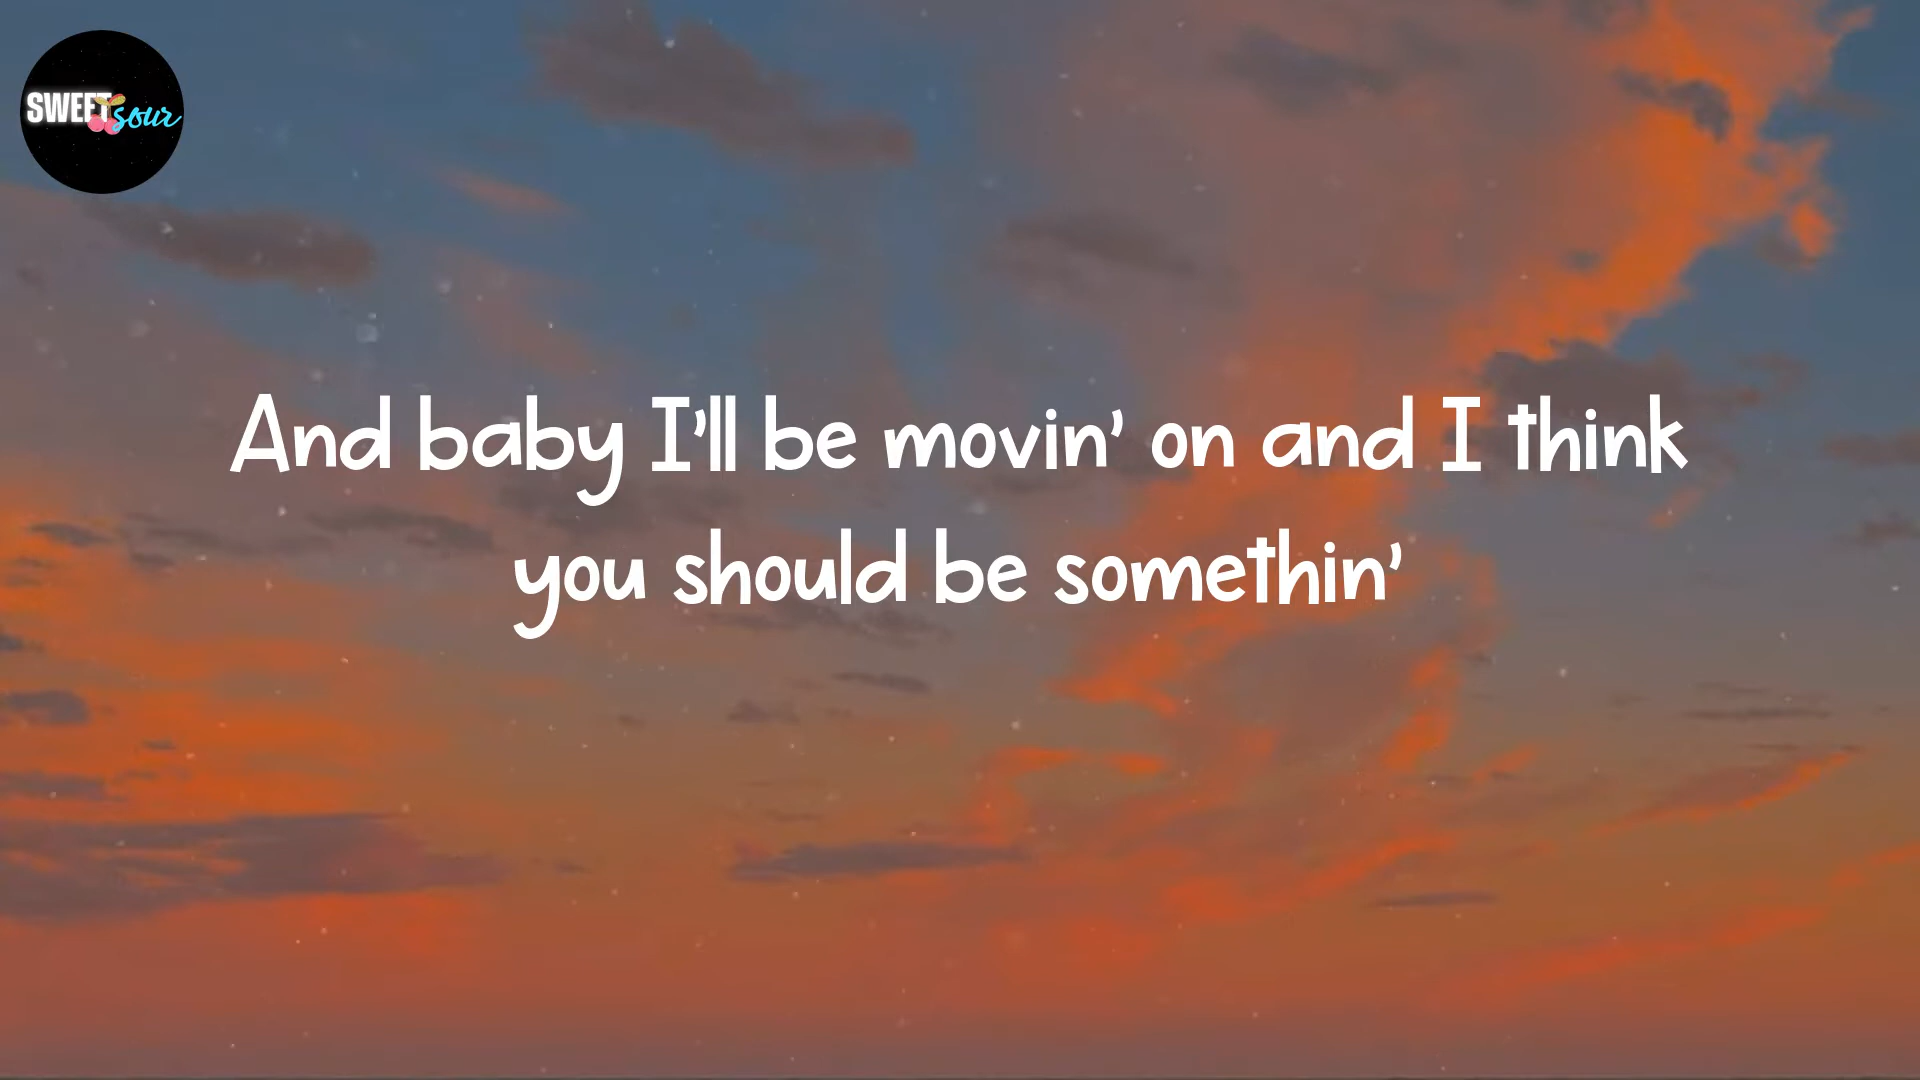 SWEET sour
And baby I'll be movin' on and I think
you should be somethin'